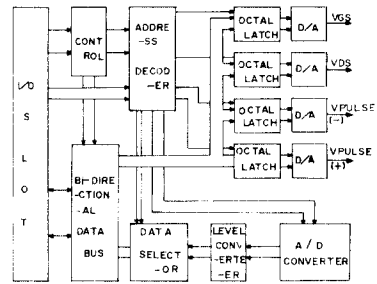 I/O
S
L
O
T
CONT
ROL
ADDRE
-SS
DECOD
-ER
BI-DIRE
-CTION
-AL
DATA
BUS
OCTAL
LATCH
D/A
VGS
OCTAL
LATCH
D/A
VDS
OCTAL
LATCH
D/A
VPULSE
(-)
OCTAL
LATCH
D/A
VPULSE
(+)
DATA
SELECT
-OR
LEVEL
CONV-
ERTE-
ER
A/D
CONVERTER